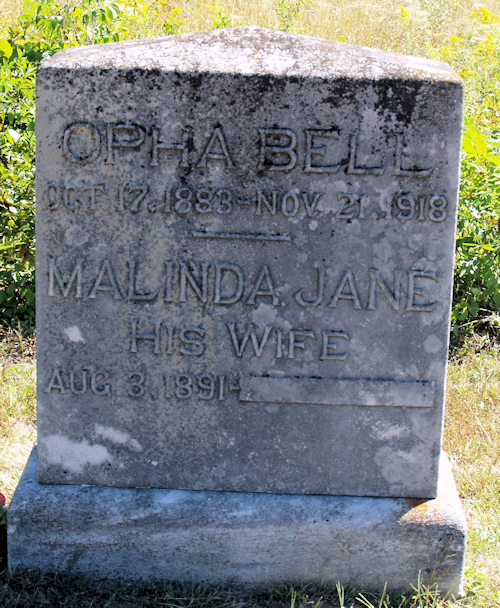 OPHA BELL
OCT. 17, 1883 - NOV. 21, 1918
MALINDA JANE
HIS WIFE
AUG. 3, 1891 -